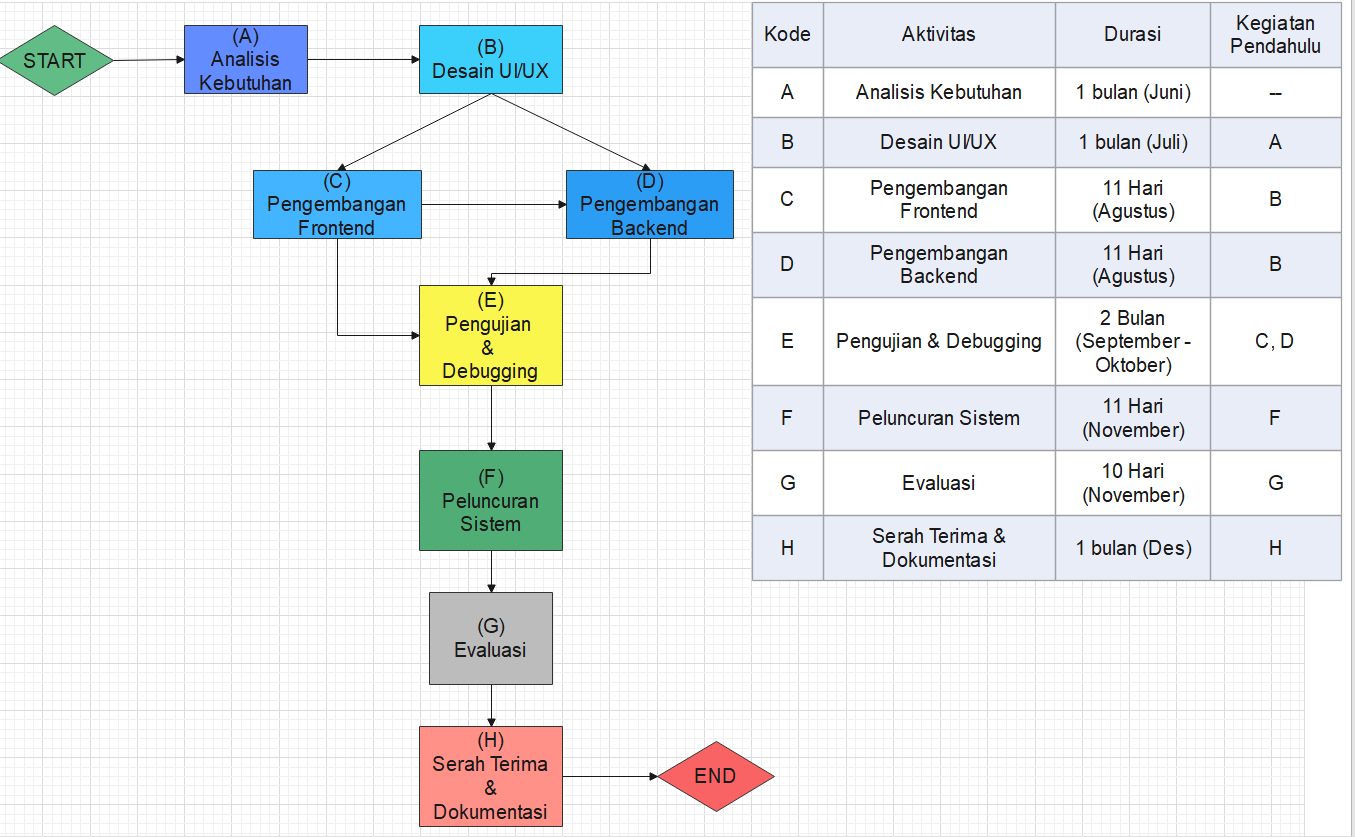 START
(A)
Analisis
Kebutuhan
(B)
Desain UI/UX
(C)
Pengembangan
Frontend
(D)
Pengembangan
Backend
(E)
Pengujian
&
Debugging
(F)
Peluncuran
Sistem
(G)
Evaluasi
(H)
Serah Terima
&
Dokumentasi
END
Kode Aktivitas Durasi Kegiatan
Pendahulu
A Analisis Kebutuhan 1 bulan (Juni) --
B Desain UI/UX 1 bulan (Juli) A
C Pengembangan
Frontend 11 Hari
(Agustus) B
D Pengembangan
Backend 11 Hari
(Agustus) B
E Pengujian & Debugging 2 Bulan
(September -
Oktober) C, D
F Peluncuran Sistem 11 Hari
(November) F
G Evaluasi 10 Hari
(November) G
H Serah Terima &
Dokumentasi 1 bulan (Des) H